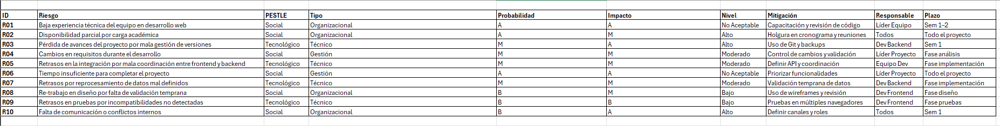 ID Riesgo PESTLE Tipo Probabilidad Impacto Nivel Mitigación Responsable Plazo
R01 Baja experiencia técnica del equipo en desarrollo web Social Organizacional A A No Aceptable Capacitación y revisión de código Líder Equipo Sem 1–2
R02 Disponibilidad parcial por carga académica Social Organizacional A M Alto Holgura en cronograma y reuniones Todos Todo el proyecto
R03 Pérdida de avances del proyecto por mala gestión de versiones Tecnológico Técnico M A Alto Uso de Git y backups Dev Backend Sem 1
R04 Cambios en requisitos durante el desarrollo Social Gestión M M Moderado Control de cambios y validación Líder Proyecto Fase análisis
R05 Retrasos en la integración por mala coordinación entre frontend y backend Tecnológico Técnico M M Moderado Definir API y coordinación Equipo Dev Fase implementación
R06 Tiempo insuficiente para completar el proyecto Social Gestión A A No Aceptable Priorizar funcionalidades Líder Proyecto Todo el proyecto
R07 Retrasos por reprocesamiento de datos mal definidos Tecnológico Técnico M M Moderado Validación temprana de datos Dev Backend Fase implementación
R08 Re-trabajo en diseño por falta de validación temprana Social Organizacional B M Bajo Uso de wireframes y revisión Dev Frontend Fase diseño
R09 Retrasos en pruebas por incompatibilidades no detectadas Tecnológico Técnico B B Bajo Pruebas en múltiples navegadores Dev Frontend Fase pruebas
R10 Falta de comunicación o conflictos internos Social Organizacional B A Alto Definir canales y roles Todos Sem 1